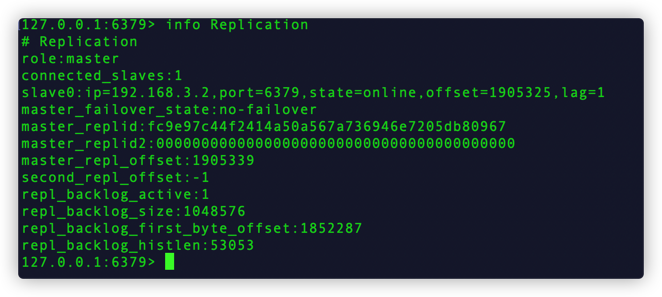 127.0.0.1:6379> info Replication
# Replication
role:master
connected_slaves:1
slave0:ip=192.168.3.2,port=6379,state=online,offset=1905325,lag=1
master_failover_state:no-failover
master_replid:fc9e97c44f2414a50a567a736946e7205db80967
master_replid2:0000000000000000000000000000000000000000
master_repl_offset:1905339
second_repl_offset:-1
repl_backlog_active:1
repl_backlog_size:1048576
repl_backlog_first_byte_offset:1852287
repl_backlog_histlen:53053
127.0.0.1:6379>